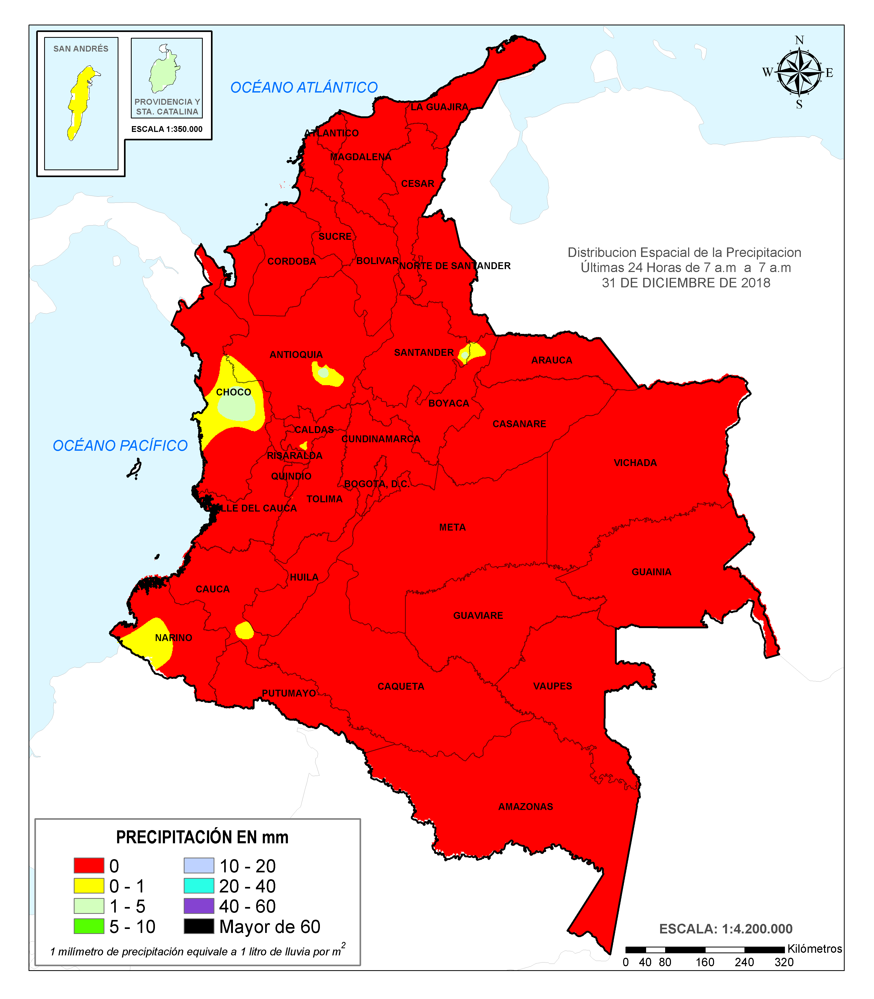 SAN ANDRÉS
PROVIDENCIA Y
STA. CATALINA
ESCALA 1:350.000
N
W
E
S
OCÉANO ATLÁNTICO
LA GUAJIRA
ATLANTICO
MAGDALENA
CESAR
SUCRE
CORDOBA
BOLIVAR
NORTE DE SANTANDER
Distribucion Espacial de la Precipitacion
Últimas 24 Horas de 7 a.m a 7 a.m
31 DE DICIEMBRE DE 2018
ANTIOQUIA
SANTANDER
ARAUCA
CHOCO
BOYACA
CASANARE
CALDAS
CUNDINAMARCA
OCÉANO PACÍFICO
RISARALDA
VICHADA
QUINDIO
BOGOTA, D.C.
TOLIMA
VALLE DEL CAUCA
META
GUAINIA
HUILA
CAUCA
GUAVIARE
NARINO
CAQUETA
VAUPES
PUTUMAYO
AMAZONAS
PRECIPITACIÓN EN mm
0
0 - 1
1 - 5
5 - 10
10 - 20
20 - 40
40 - 60
Mayor de 60
1 milímetro de precipitación equivale a 1 litro de lluvia por m²
ESCALA: 1:4.200.000
Kilómetros
0 40 80 160 240 320